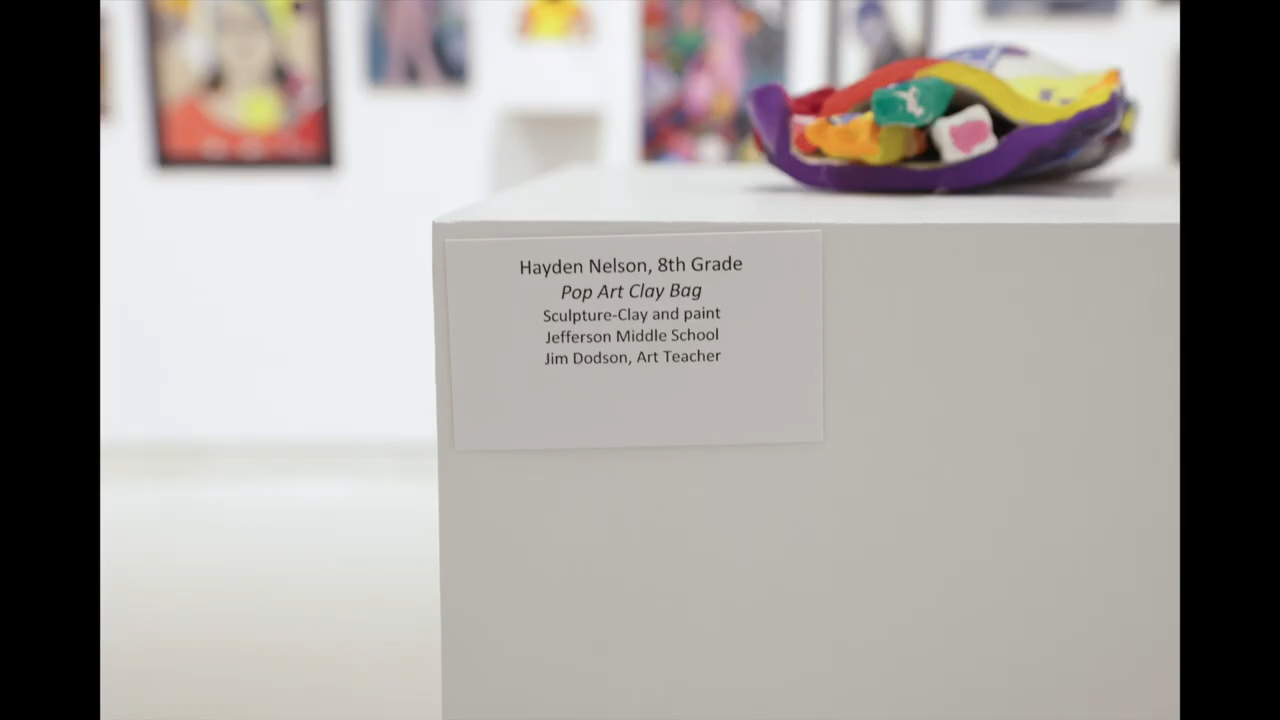 Hayden Nelson, 8th Grade
Pop Art Clay Bag
Sculpture-Clay and paint
Jefferson Middle School
Jim Dodson, Art Teacher